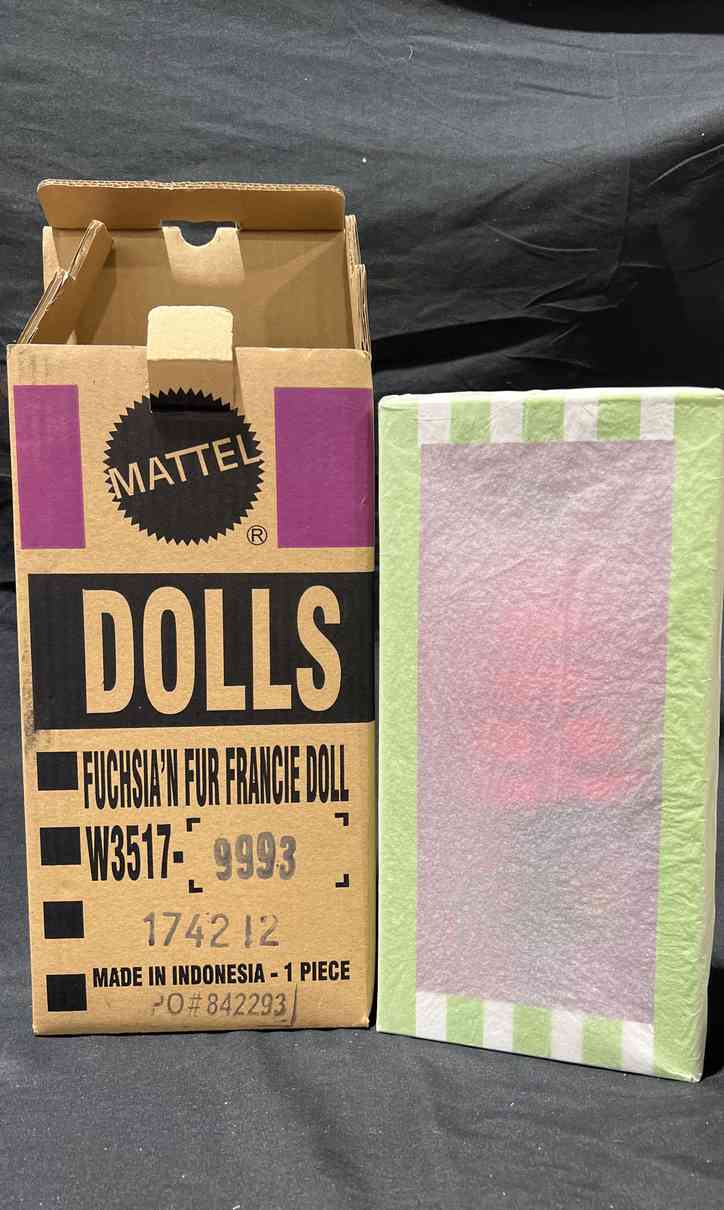 MATTEL
®
DOLLS
FUCHSIA'N FUR FRANCIE DOLL
W3517- 9993
174212
MADE IN INDONESIA - 1 PIECE
PO#842293